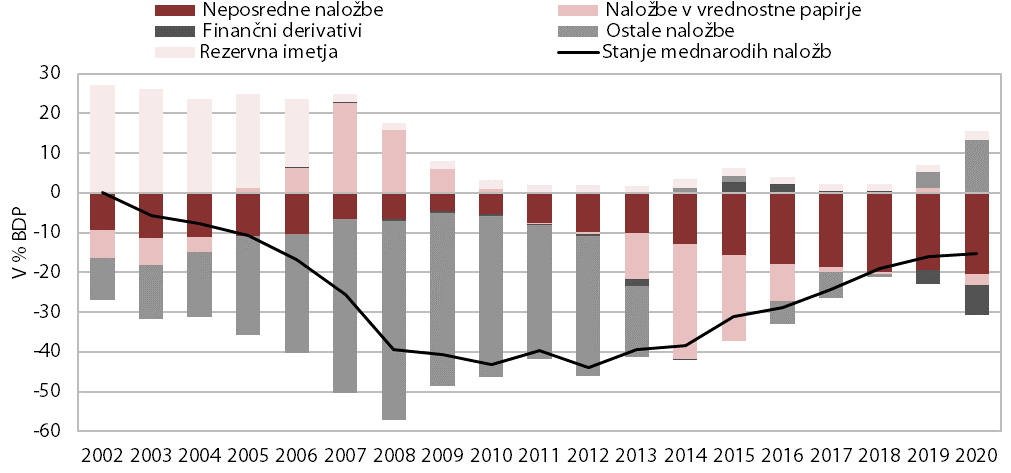 Neposredne naložbe Naložbe v vrednostne papirje
Finančni derivativi Ostale naložbe
Rezervna imetja Stanje mednarodih naložb
V % BDP
30
20
10
0
-10
-20
-30
-40
-50
-60
2002 2003 2004 2005 2006 2007 2008 2009 2010 2011 2012 2013 2014 2015 2016 2017 2018 2019 2020